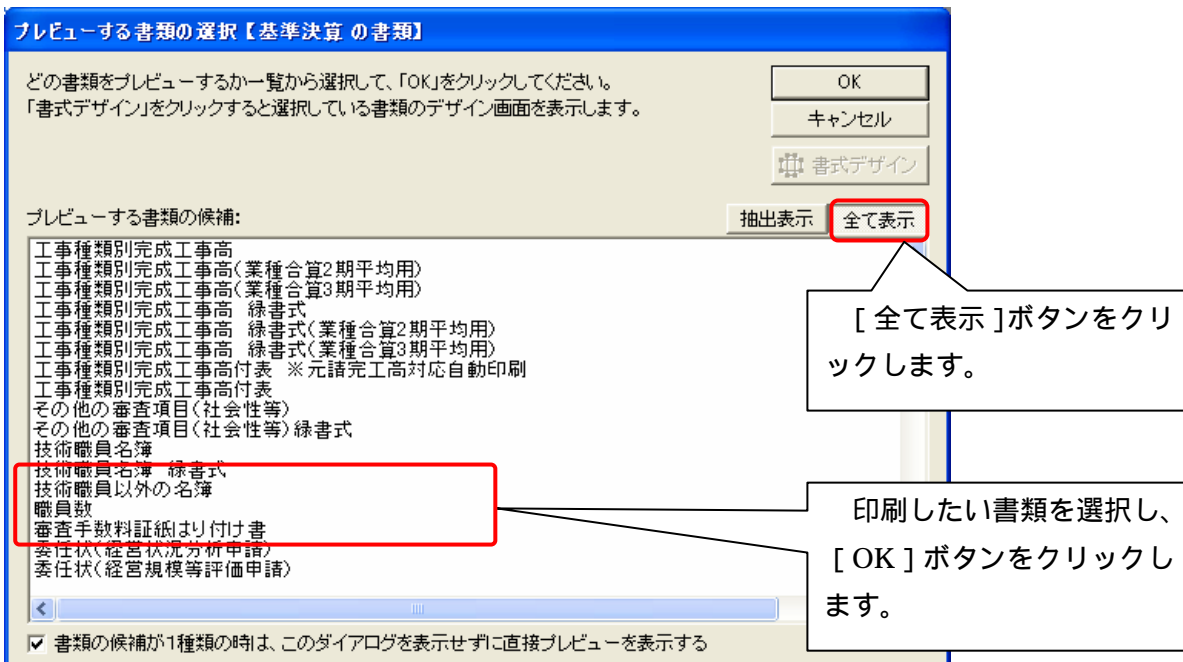 プレビューする書類の選択【基準決算 の書類】
どの書類をプレビューするか一覧から選択して、「OK」をクリックしてください。
「書式デザイン」をクリックすると選択している書類のデザイン画面を表示します。
OK
キャンセル
書式デザイン
プレビューする書類の候補:
抽出表示
全て表示
工事種類別完成工事高
工事種類別完成工事高(業種合算2期平均用)
工事種類別完成工事高(業種合算3期平均用)
工事種類別完成工事高 緑書式
工事種類別完成工事高 緑書式(業種合算2期平均用)
工事種類別完成工事高 緑書式(業種合算3期平均用)
工事種類別完成工事高付表 ※元請完工高対応自動印刷
工事種類別完成工事高付表
その他の審査項目(社会性等)
その他の審査項目(社会性等)緑書式
技術職員名簿
技術職員名簿 緑書式
技術職員以外の名簿
職員数
審査手数料証紙はり付け書
委任状(経営状況分析申請)
委任状(経営規模等評価申請)
書類の候補が1種類の時は、このダイアログを表示せずに直接プレビューを表示する
[全て表示]ボタンをクリ
ックします。
印刷したい書類を選択し、
[OK]ボタンをクリックし
ます。